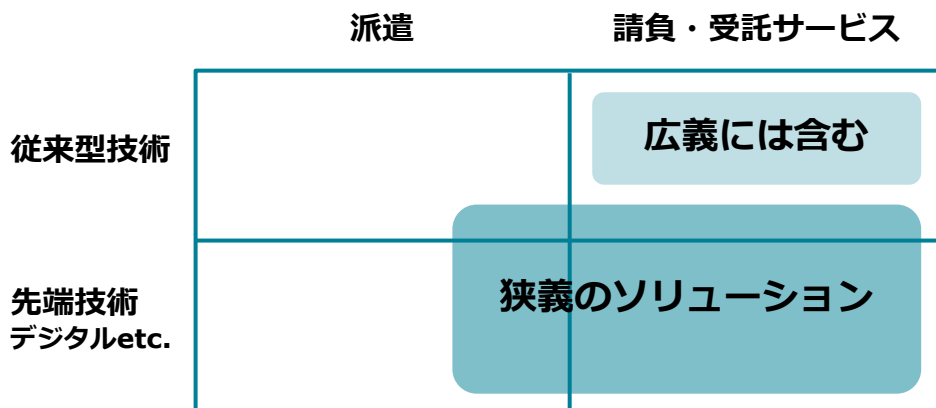 派遣
請負・受託サービス
従来型技術
広義には含む
先端技術
デジタルetc.
狭義のソリューション